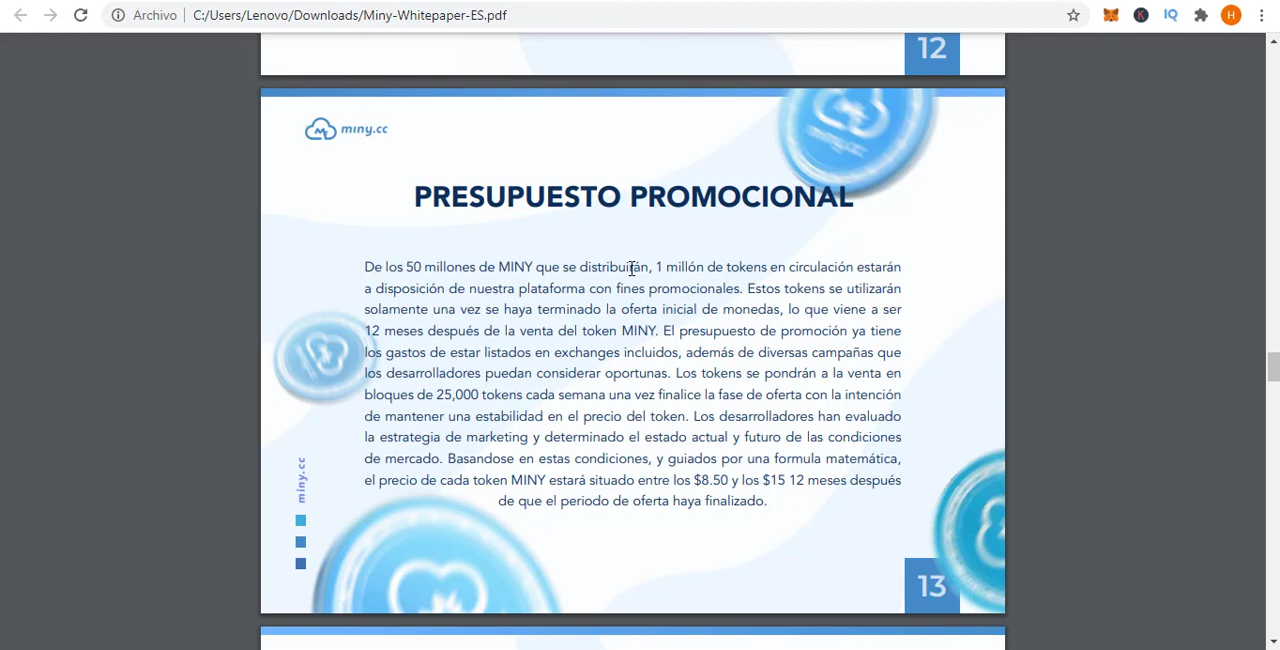 Archivo
C:/Users/Lenovo/Downloads/Miny-Whitepaper-ES.pdf
IQ
H
12
miny.cc
PRESUPUESTO PROMOCIONAL
De los 50 millones de MINY que se distribuirán, 1 millón de tokens en circulación estarán
a disposición de nuestra plataforma con fines promocionales. Estos tokens se utilizarán
solamente una vez se haya terminado la oferta inicial de monedas, lo que viene a ser
12 meses después de la venta del token MINY. El presupuesto de promoción ya tiene
los gastos de estar listados en exchanges incluidos, además de diversas campañas que
los desarrolladores puedan considerar oportunas. Los tokens se pondrán a la venta en
bloques de 25,000 tokens cada semana una vez finalice la fase de oferta con la intención
de mantener una estabilidad en el precio del token. Los desarrolladores han evaluado
la estrategia de marketing y determinado el estado actual y futuro de las condiciones
de mercado. Basandose en estas condiciones, y guiados por una formula matemática,
el precio de cada token MINY estará situado entre los $8.50 y los $15 12 meses después
de que el periodo de oferta haya finalizado.
miny.cc
13